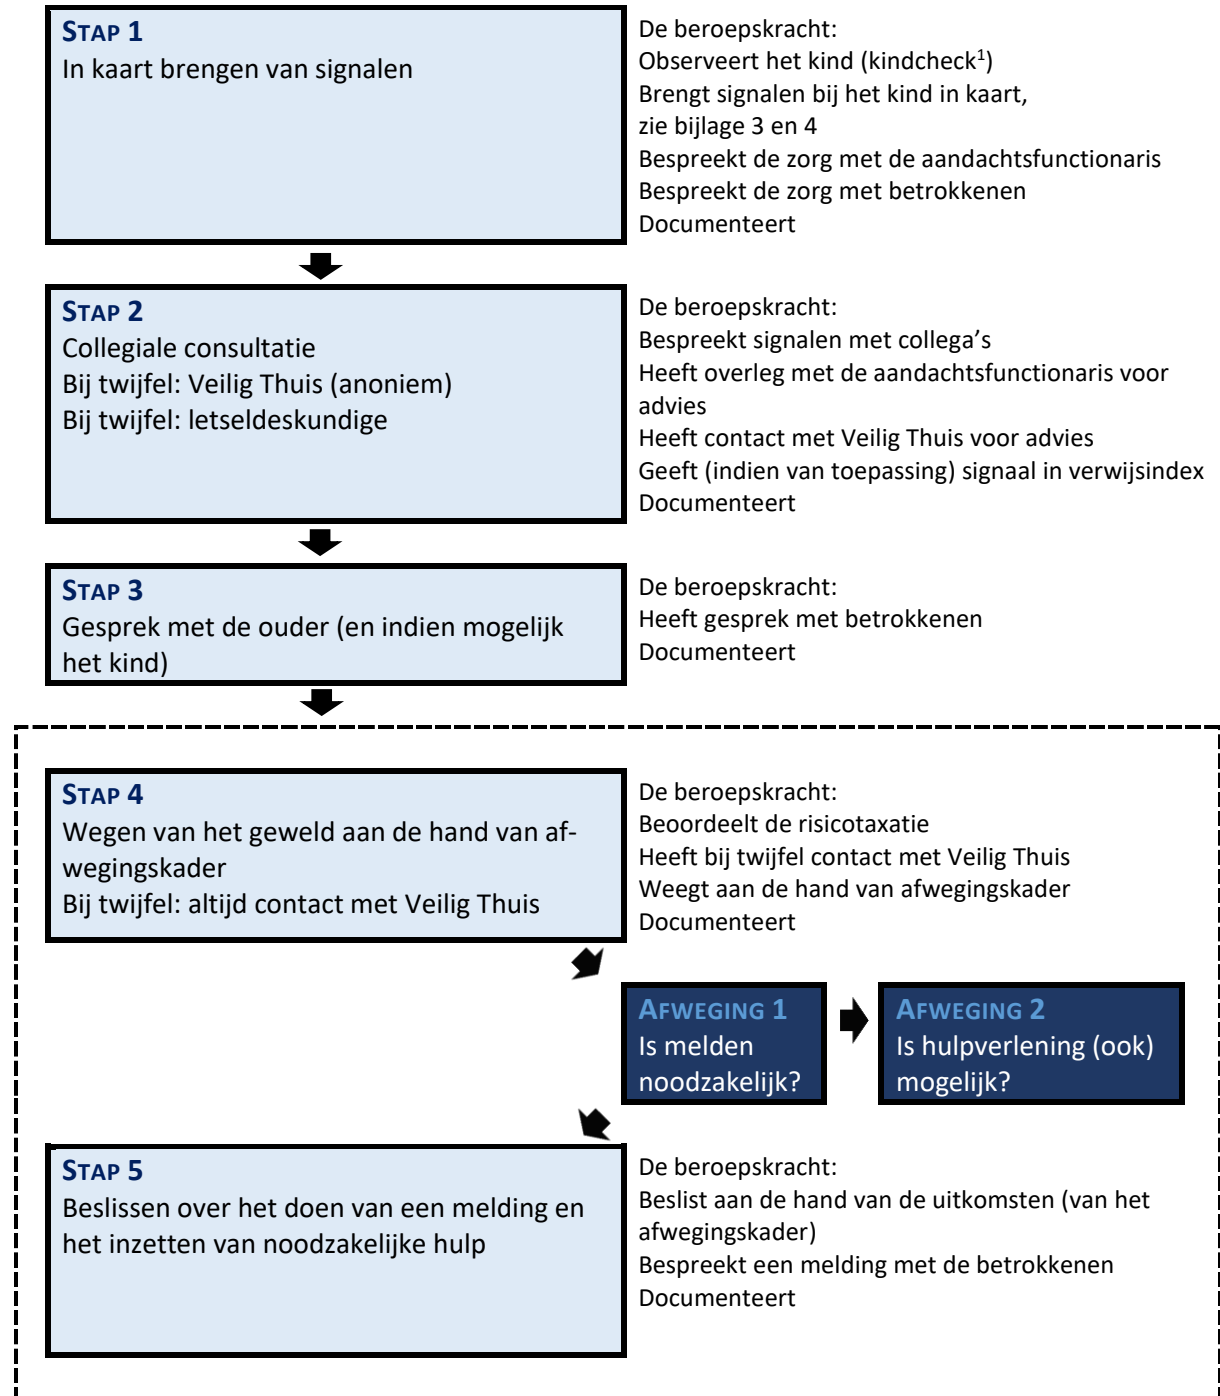 STAP 1
In kaart brengen van signalen
De beroepskracht:
Observeert het kind (kindcheck1)
Brengt signalen bij het kind in kaart,
zie bijlage 3 en 4
Bespreekt de zorg met de aandachtsfunctionaris
Bespreekt de zorg met betrokkenen
Documenteert
STAP 2
Collegiale consultatie
Bij twijfel: Veilig Thuis (anoniem)
Bij twijfel: letseldeskundige
De beroepskracht:
Bespreekt signalen met collega’s
Heeft overleg met de aandachtsfunctionaris voor
advies
Heeft contact met Veilig Thuis voor advies
Geeft (indien van toepassing) signaal in verwijsindex
Documenteert
STAP 3
Gesprek met de ouder (en indien mogelijk
het kind)
De beroepskracht:
Heeft gesprek met betrokkenen
Documenteert
STAP 4
Wegen van het geweld aan de hand van af-
wegingskader
Bij twijfel: altijd contact met Veilig Thuis
De beroepskracht:
Beoordeelt de risicotaxatie
Heeft bij twijfel contact met Veilig Thuis
Weegt aan de hand van afwegingskader
Documenteert
AFWEGING 1
Is melden
noodzakelijk?
AFWEGING 2
Is hulpverlening (ook)
mogelijk?
STAP 5
Beslissen over het doen van een melding en
het inzetten van noodzakelijke hulp
De beroepskracht:
Beslist aan de hand van de uitkomsten (van het
afwegingskader)
Bespreekt een melding met de betrokkenen
Documenteert